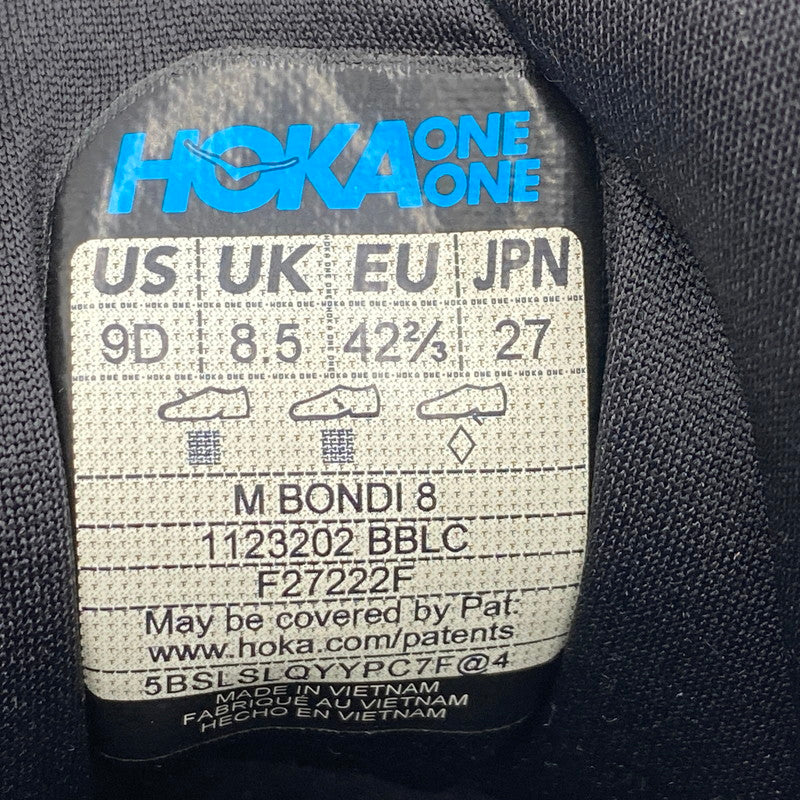 HOKA ONE ONE
US UK EU JPN
9D 8.5 42⅔ 27
M BONDI 8
1123202 BBLC
F27222F
May be covered by Pat:
www.hoka.com/patents
5BSLSLQYYPC7F@4
MADE IN VIETNAM
FABRIQUÉ AU VIETNAM
HECHO EN VIETNAM